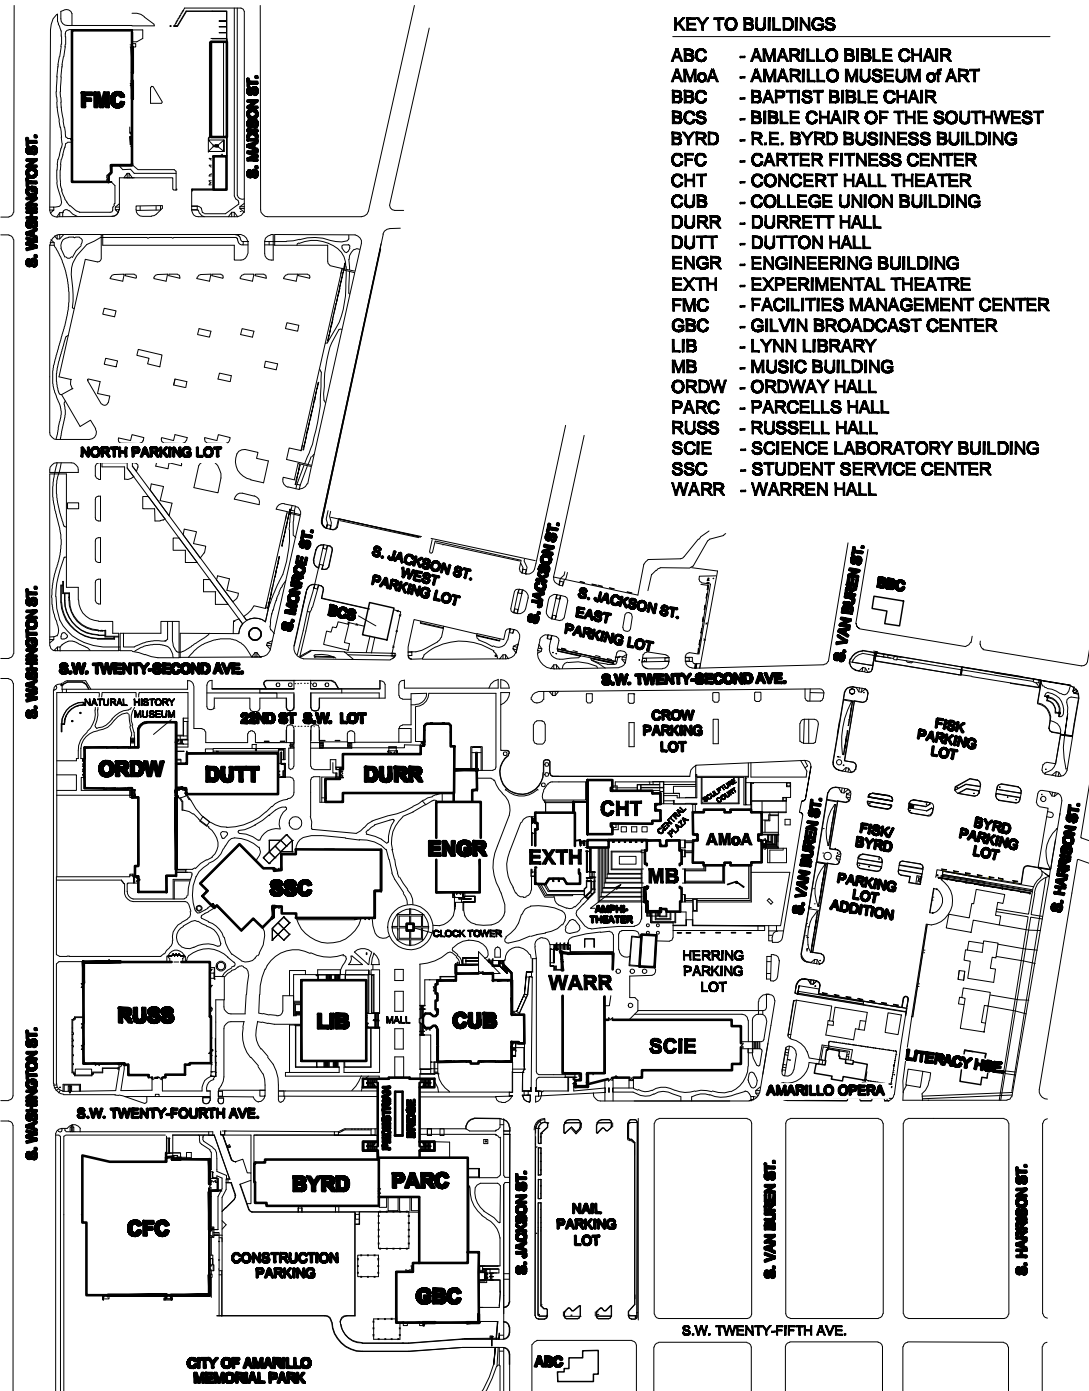 KEY TO BUILDINGS
ABC - AMARILLO BIBLE CHAIR
AMoA - AMARILLO MUSEUM of ART
BBC - BAPTIST BIBLE CHAIR
BCS - BIBLE CHAIR OF THE SOUTHWEST
BYRD - R.E. BYRD BUSINESS BUILDING
CFC - CARTER FITNESS CENTER
CHT - CONCERT HALL THEATER
CUB - COLLEGE UNION BUILDING
DURR - DURRETT HALL
DUTT - DUTTON HALL
ENGR - ENGINEERING BUILDING
EXTH - EXPERIMENTAL THEATRE
FMC - FACILITIES MANAGEMENT CENTER
GBC - GILVIN BROADCAST CENTER
LIB - LYNN LIBRARY
MB - MUSIC BUILDING
ORDW - ORDWAY HALL
PARC - PARCELLS HALL
RUSS - RUSSELL HALL
SCIE - SCIENCE LABORATORY BUILDING
SSC - STUDENT SERVICE CENTER
WARR - WARREN HALL
FMC
S. MADISON ST.
S. WASHINGTON ST.
NORTH PARKING LOT
S. MONROE ST.
S. JACKSON ST.
WEST
PARKING LOT
BCS
S. JACKSON ST.
S. JACKSON ST.
EAST
PARKING LOT
S. VAN BUREN ST.
BBC
S. WASHINGTON ST.
S.W. TWENTY-SECOND AVE.
S.W. TWENTY-SECOND AVE.
NATURAL HISTORY
MUSEUM
22ND ST S.W. LOT
CROW
PARKING
LOT
FISK
PARKING
LOT
ORDW
DUTT
DURR
CHT
SCULPTURE
COURT
CENTRAL
PLAZA
AMoA
ENGR
EXTH
MB
S. VAN BUREN ST.
FISK/
BYRD
PARKING
LOT
ADDITION
BYRD
PARKING
LOT
S. HARRISON ST.
SSC
AMPHI-
THEATER
CLOCK TOWER
WARR
HERRING
PARKING
LOT
RUSS
LIB
MALL
CUB
SCIE
LITERACY HSE
AMARILLO OPERA
S. WASHINGTON ST.
S.W. TWENTY-FOURTH AVE.
PEDESTRIAN
BRIDGE
BYRD
PARC
CFC
S. JACKSON ST.
NAIL
PARKING
LOT
S. VAN BUREN ST.
S. HARRISON ST.
CONSTRUCTION
PARKING
GBC
S.W. TWENTY-FIFTH AVE.
CITY OF AMARILLO
MEMORIAL PARK
ABC